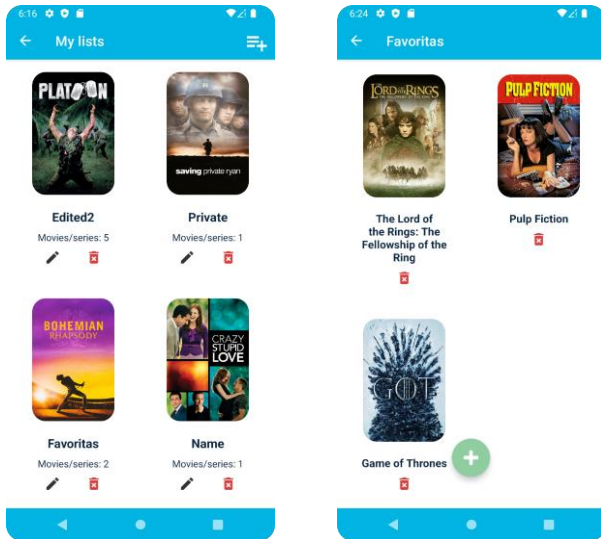 6:16
My lists
PLATOON
saving private ryan
Edited2
Private
Movies/series: 5
Movies/series: 1
BOHEMIAN
RHAPSODY
CRAZY
STUPID
LOVE
Favoritas
Name
Movies/series: 2
Movies/series: 1
6:24
Favoritas
THE LORD OF THE RINGS
PULP FICTION
The Lord of
the Rings: The
Fellowship of the
Ring
Pulp Fiction
GOT
Game of Thrones